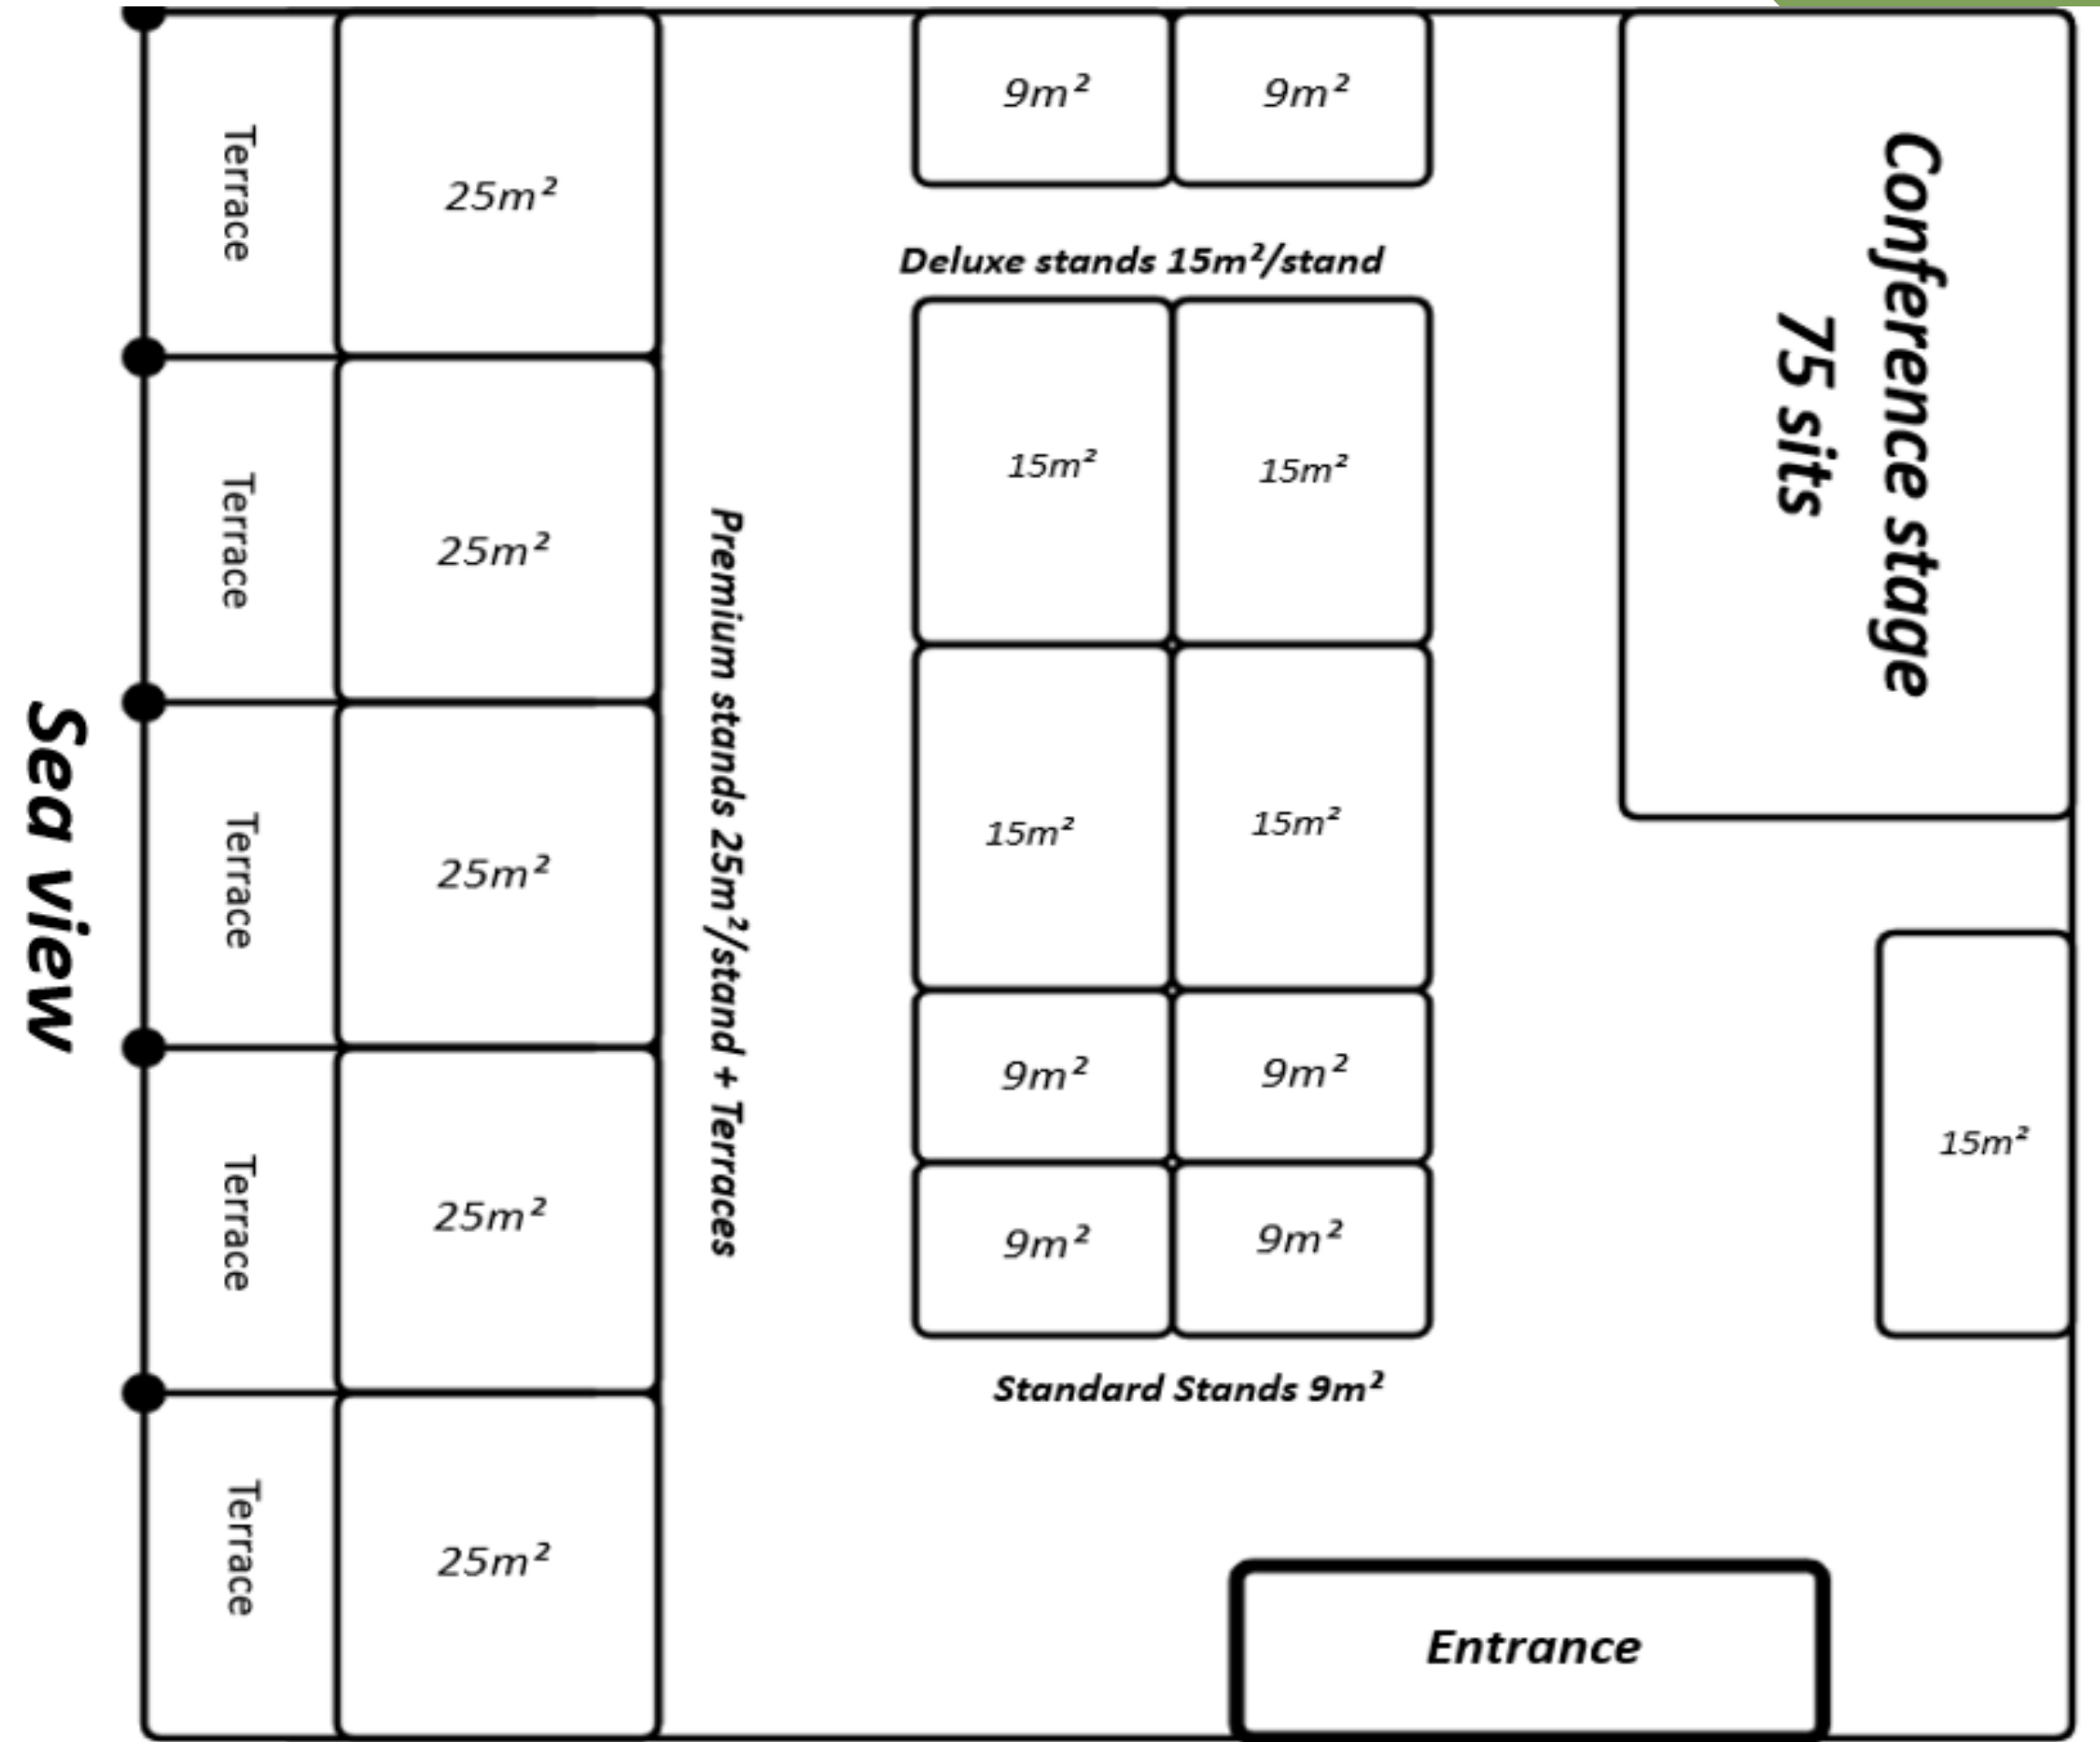 Sea view
Terrace
Terrace
Terrace
Terrace
Terrace
25m²
25m²
25m²
25m²
25m²
Premium stands 25m²/stand + Terraces
9m²
9m²
Deluxe stands 15m²/stand
15m²
15m²
15m²
15m²
9m²
9m²
9m²
9m²
Standard Stands 9m²
Conference stage
75 sits
15m²
Entrance